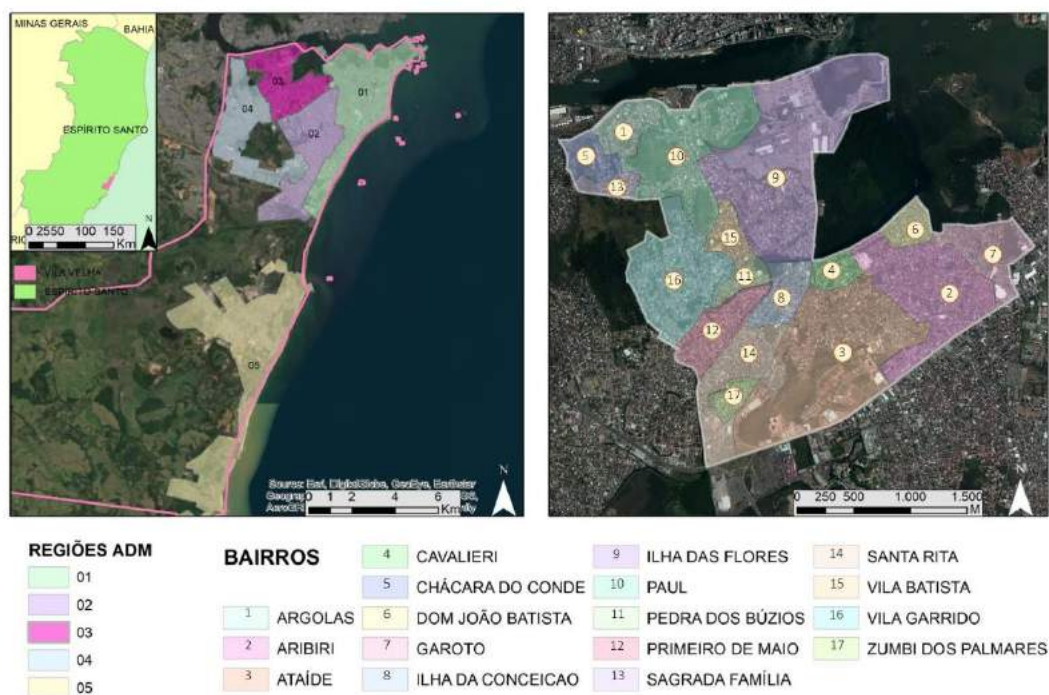 MINAS GERAIS
BAHIA
ESPÍRITO SANTO
N
0 2550 100 150
Km
VILA VELHA
ESPÍRITO SANTO
03
01
04
02
05
N
0 1 2 4 6
Km
1
5
10
13
9
15
6
7
16
11
4
8
2
12
14
3
17
N
0 250 500 1.000 1.500
M
REGIÕES ADM
01
02
03
04
05
BAIRROS
1 ARGOLAS
2 ARIBIRI
3 ATAÍDE
4 CAVALIERI
5 CHÁCARA DO CONDE
6 DOM JOÃO BATISTA
7 GAROTO
8 ILHA DA CONCEICAO
9 ILHA DAS FLORES
10 PAUL
11 PEDRA DOS BÚZIOS
12 PRIMEIRO DE MAIO
13 SAGRADA FAMÍLIA
14 SANTA RITA
15 VILA BATISTA
16 VILA GARRIDO
17 ZUMBI DOS PALMARES